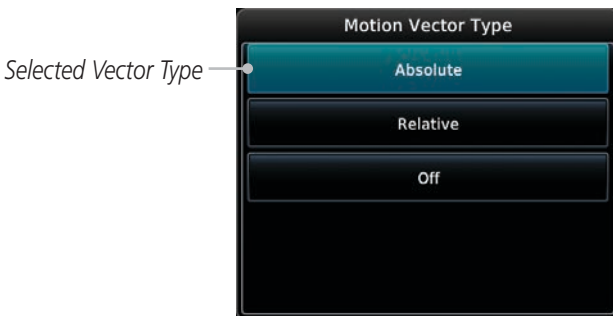 Motion Vector Type
Selected Vector Type
Absolute
Relative
Off